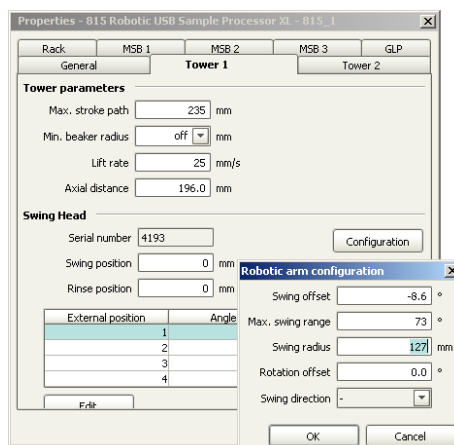 Properties - 815 Robotic USB Sample Processor XL - 815_1
Rack MSB 1 MSB 2 MSB 3 GLP
General Tower 1 Tower 2
Tower parameters
Max. stroke path 235 mm
Min. beaker radius off mm
Lift rate 25 mm/s
Axial distance 196.0 mm
Swing Head
Serial number 4193
Configuration
Swing position 0 mm
Rinse position 0 mm
External position Angle
1
2
3
4
Edit
Robotic arm configuration
Swing offset -8.6 °
Max. swing range 73 °
Swing radius 127 mm
Rotation offset 0.0 °
Swing direction -
OK Cancel